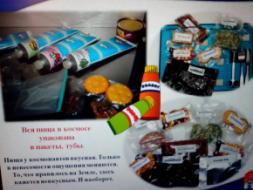 Вся пища в космосе
упакована
в пакеты, тубы.
Пища у космонавтов вкусная. Только
в невесомости ощущения меняются.
То, что нравилось на Земле, здесь
кажется невкусным. И наоборот.